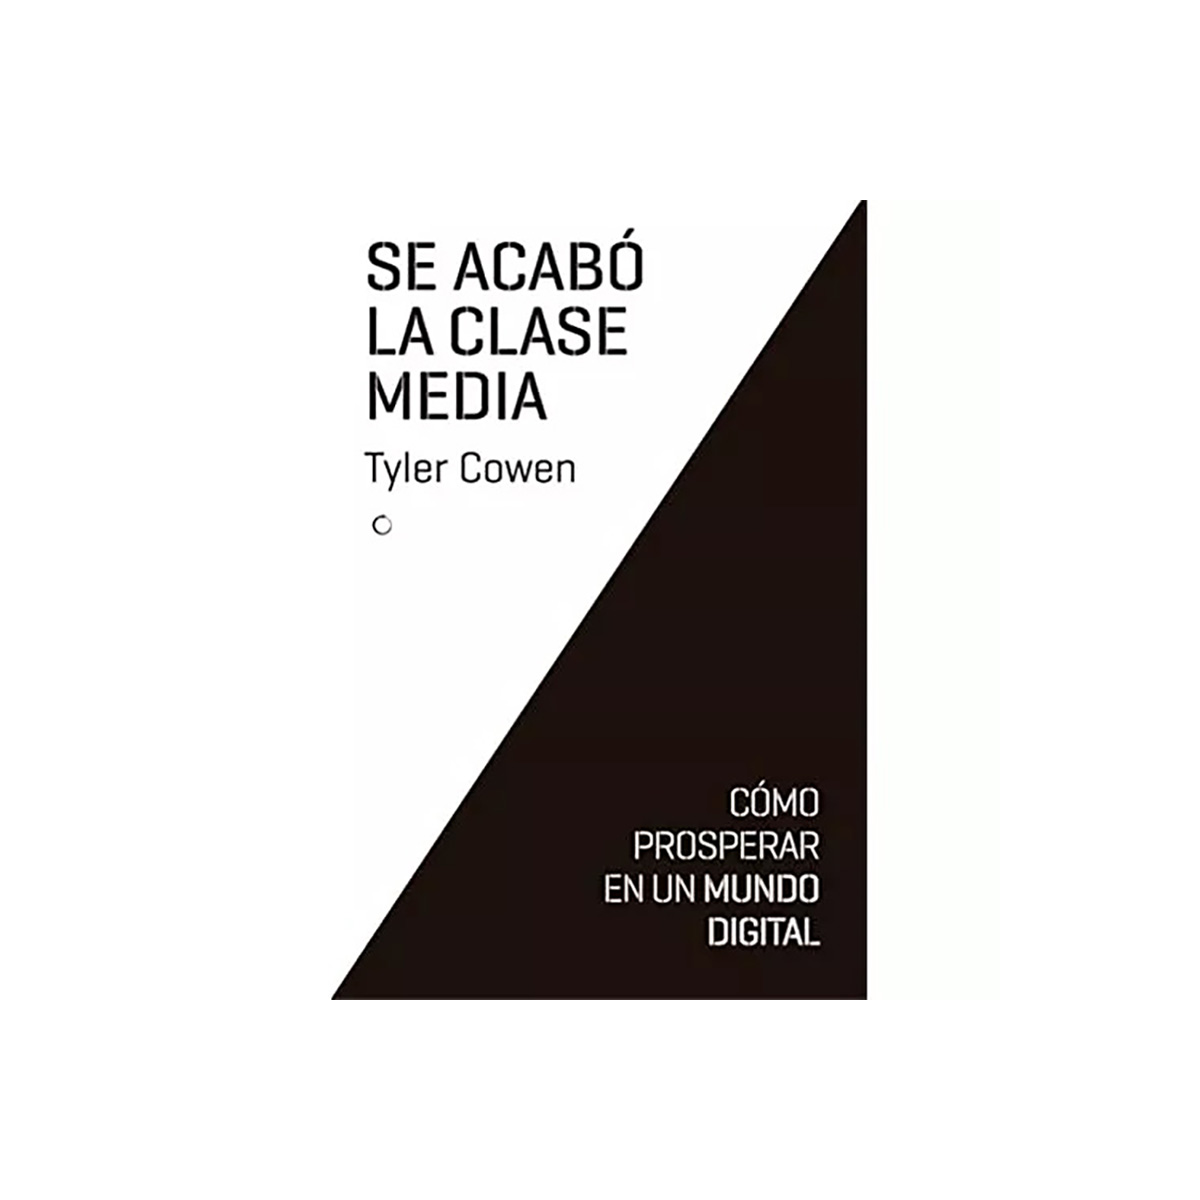 SE ACABÓ
LA CLASE
MEDIA
Tyler Cowen
CÓMO
PROSPERAR
EN UN MUNDO
DIGITAL